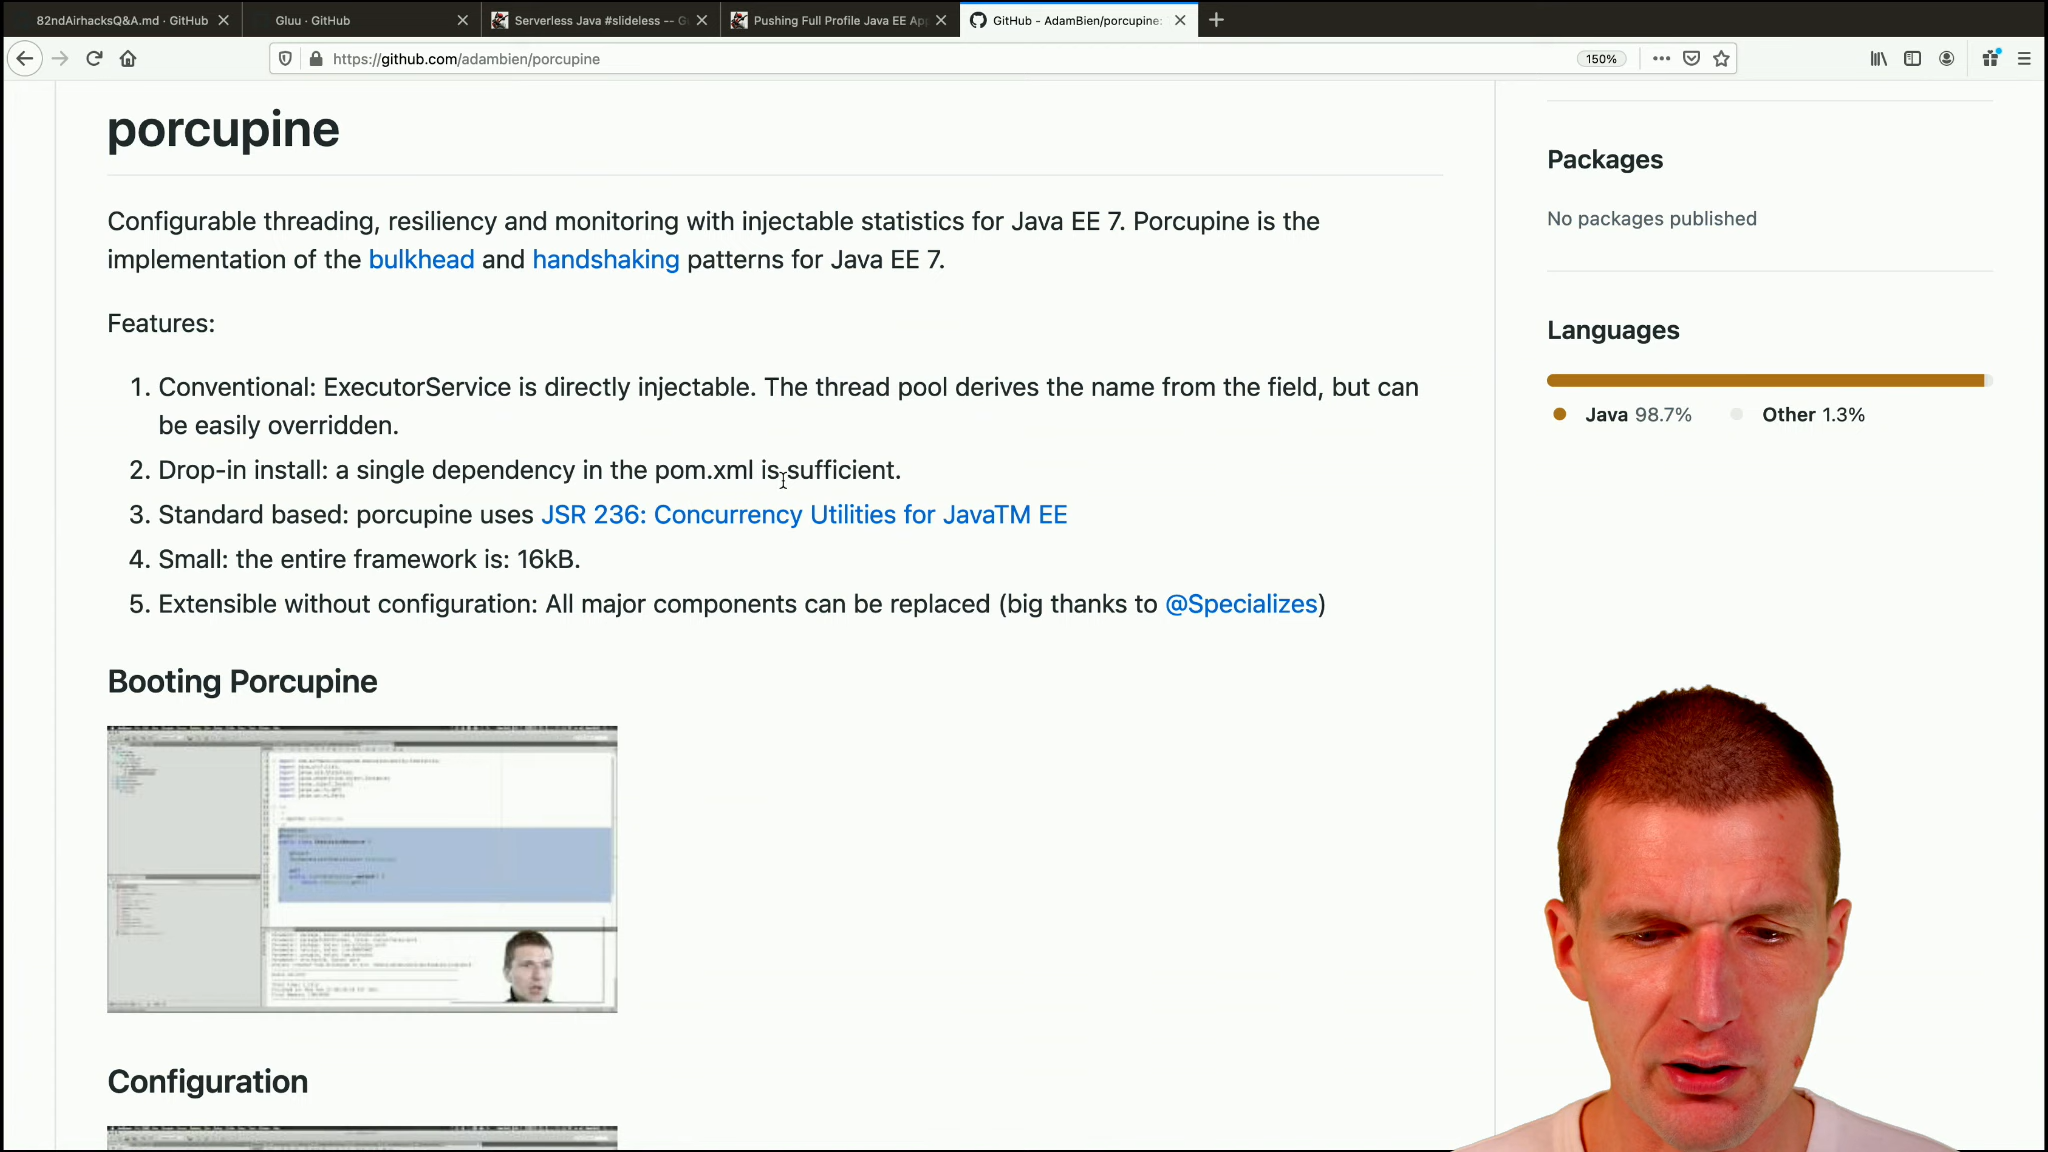 82ndAirhacksQ&A.md · GitHub
Gluu · GitHub
Serverless Java #slideless -- G
Pushing Full Profile Java EE Ap
GitHub - AdamBien/porcupine:
https://github.com/adambien/porcupine
150%
porcupine
Configurable threading, resiliency and monitoring with injectable statistics for Java EE 7. Porcupine is the
implementation of the bulkhead and handshaking patterns for Java EE 7.
Features:
1. Conventional: ExecutorService is directly injectable. The thread pool derives the name from the field, but can
be easily overridden.
2. Drop-in install: a single dependency in the pom.xml is sufficient.
3. Standard based: porcupine uses JSR 236: Concurrency Utilities for JavaTM EE
4. Small: the entire framework is: 16kB.
5. Extensible without configuration: All major components can be replaced (big thanks to @Specializes)
Booting Porcupine
Configuration
Packages
No packages published
Languages
Java 98.7%
Other 1.3%